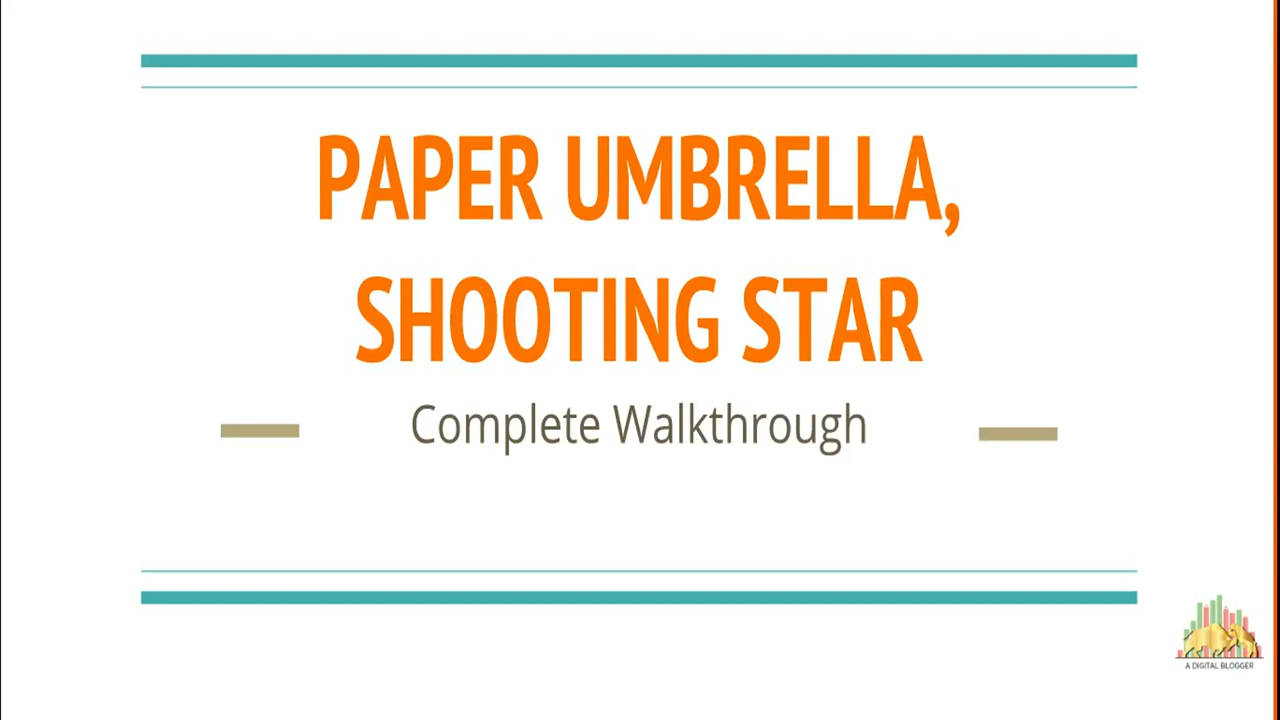 PAPER UMBRELLA,
SHOOTING STAR
Complete Walkthrough
A DIGITAL BLOGGER